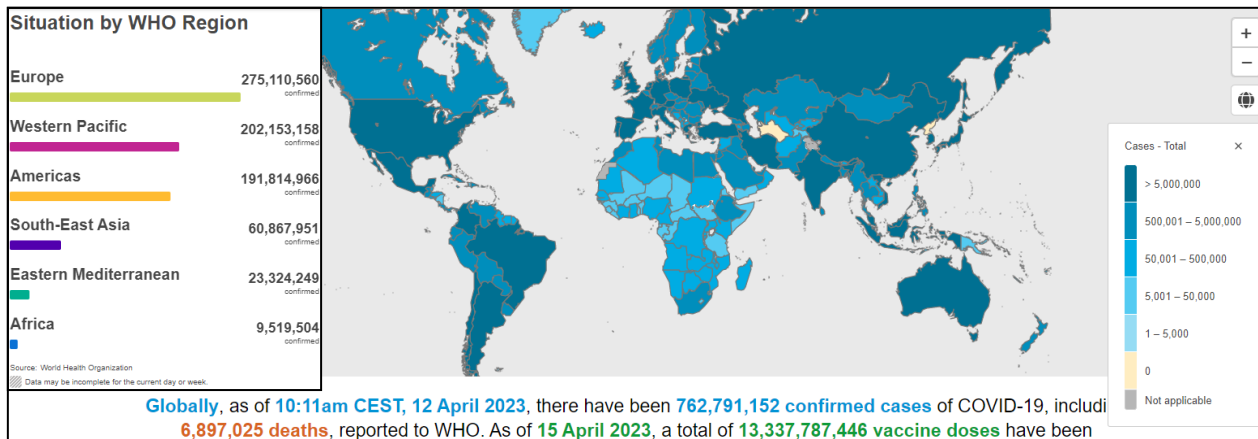 Situation by WHO Region
Europe 275,110,560
confirmed
Western Pacific 202,153,158
confirmed
Americas 191,814,966
confirmed
South-East Asia 60,867,951
confirmed
Eastern Mediterranean 23,324,249
confirmed
Africa 9,519,504
confirmed
Source: World Health Organization
Data may be incomplete for the current day or week.
+
−
Cases - Total ×
> 5,000,000
500,001 – 5,000,000
50,001 – 500,000
5,001 – 50,000
1 – 5,000
0
Not applicable
Globally, as of 10:11am CEST, 12 April 2023, there have been 762,791,152 confirmed cases of COVID-19, includi
6,897,025 deaths, reported to WHO. As of 15 April 2023, a total of 13,337,787,446 vaccine doses have been